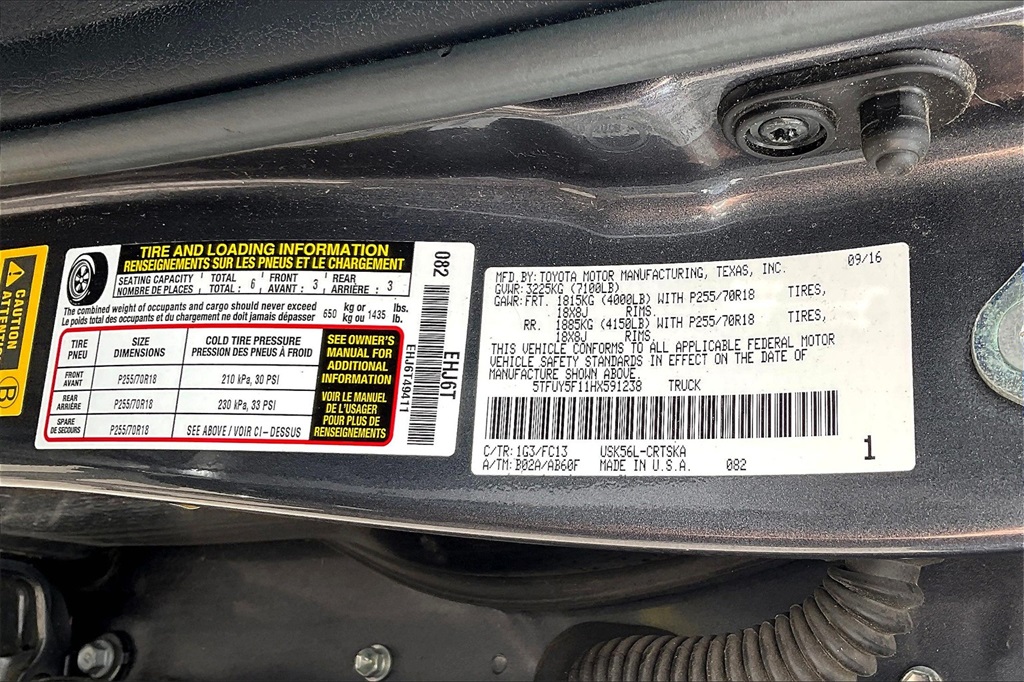 CAUTION
ATTENTION
B
TIRE AND LOADING INFORMATION
RENSEIGNEMENTS SUR LES PNEUS ET LE CHARGEMENT
SEATING CAPACITY TOTAL FRONT REAR
NOMBRE DE PLACES : TOTAL : 6 AVANT : 3 ARRIÈRE : 3
The combined weight of occupants and cargo should never exceed 650 kg or 1435 lbs.
Le poids total des occupants et du chargement ne doit jamais dépasser kg ou lb.
TIRE SIZE COLD TIRE PRESSURE
PNEU DIMENSIONS PRESSION DES PNEUS À FROID
FRONT
AVANT P255/70R18 210 kPa, 30 PSI
REAR
ARRIÈRE P255/70R18 230 kPa, 33 PSI
SPARE
DE SECOURS P255/70R18 SEE ABOVE / VOIR CI – DESSUS
SEE OWNER'S
MANUAL FOR
ADDITIONAL
INFORMATION
VOIR LE MANUEL
DE L'USAGER
POUR PLUS DE
RENSEIGNEMENTS
082
EHJ6T
EHJ6T49411
MFD.BY: TOYOTA MOTOR MANUFACTURING, TEXAS, INC. 09/16
GVWR: 3225KG (7100LB)
GAWR: FRT. 1815KG (4000LB) WITH P255/70R18 TIRES,
18X8J RIMS.
RR. 1885KG (4150LB) WITH P255/70R18 TIRES,
18X8J RIMS.
THIS VEHICLE CONFORMS TO ALL APPLICABLE FEDERAL MOTOR
VEHICLE SAFETY STANDARDS IN EFFECT ON THE DATE OF
MANUFACTURE SHOWN ABOVE.
5TFUY5F11HX591238 TRUCK
C/TR: 1G3/FC13 USK56L-CRTSKA
A/TM: B02A/AB60F MADE IN U.S.A. 082
1